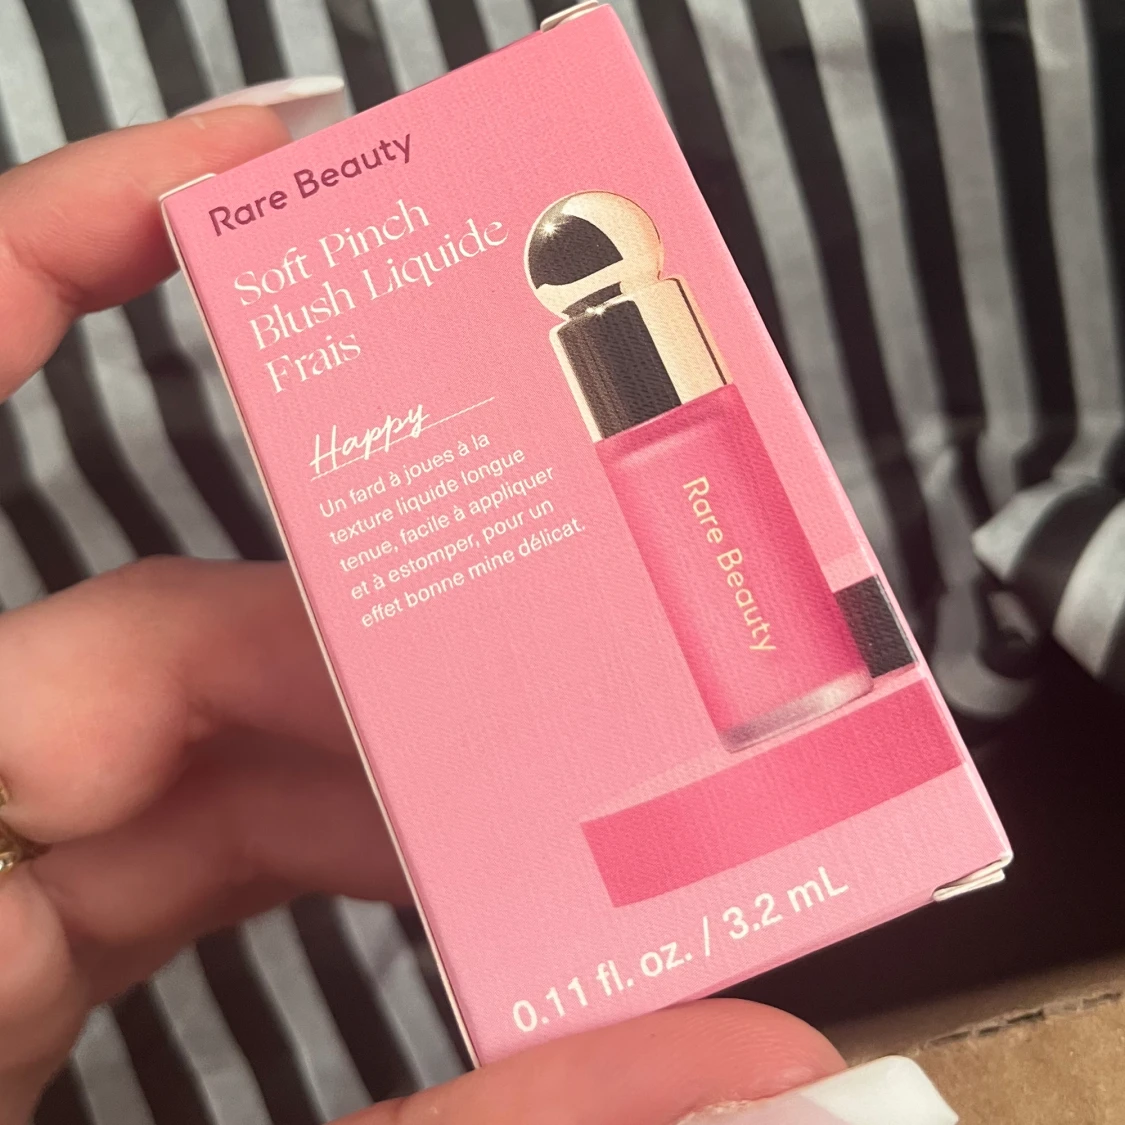 Rare Beauty
Soft Pinch
Blush Liquide
Frais
Happy
Un fard à joues à la
texture liquide longue
tenue, facile à appliquer
et à estomper, pour un
effet bonne mine délicat.
Rare Beauty
0.11 fl. oz. / 3.2 mL